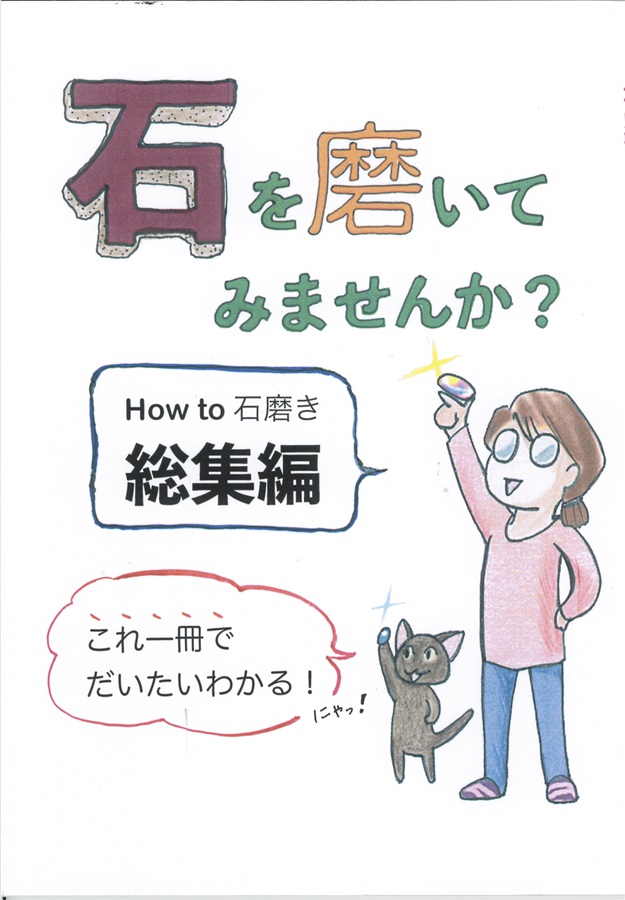 石を磨いて
みませんか？
How to 石磨き
総集編
これ一冊で
だいたいわかる！
にゃっ！